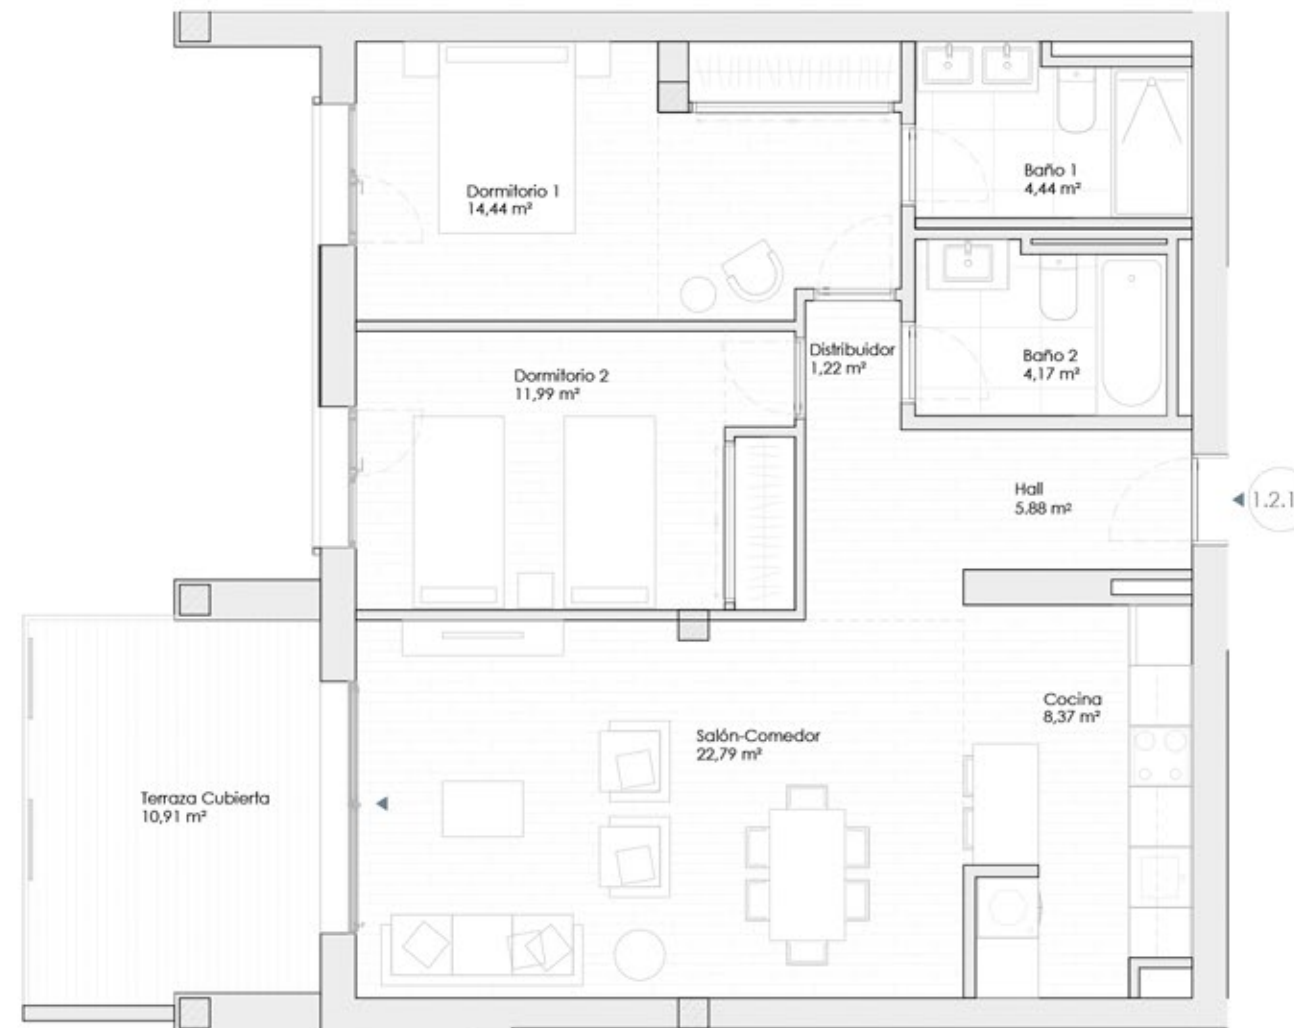 Dormitorio 1
14,44 m²
Baño 1
4,44 m²
Distribuidor
1,22 m²
Baño 2
4,17 m²
Dormitorio 2
11,99 m²
Hall
5,88 m²
1.2.1
Cocina
8,37 m²
Salón-Comedor
22,79 m²
Terraza Cubierta
10,91 m²